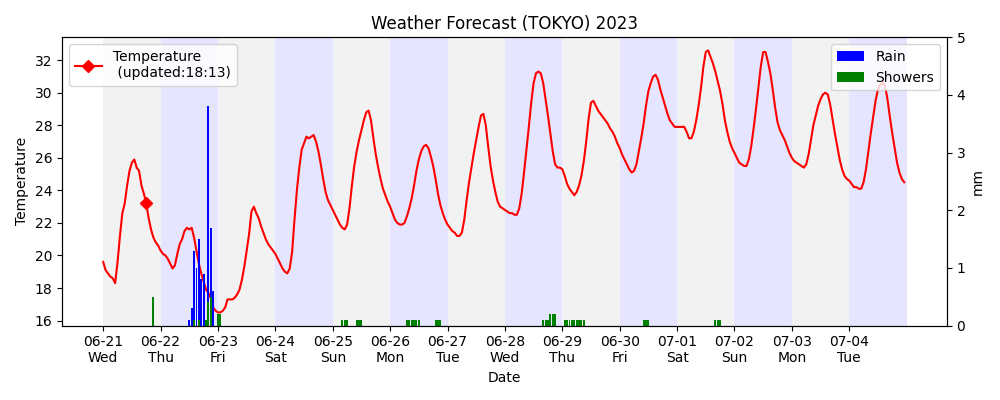 Weather Forecast (TOKYO) 2023
Temperature
(updated:18:13)
Rain
Showers
Temperature
32
30
28
26
24
22
20
18
16
5
4
3
2
1
0
mm
06-21 06-22 06-23 06-24 06-25 06-26 06-27 06-28 06-29 06-30 07-01 07-02 07-03 07-04
Wed Thu Fri Sat Sun Mon Tue Wed Thu Fri Sat Sun Mon Tue
Date